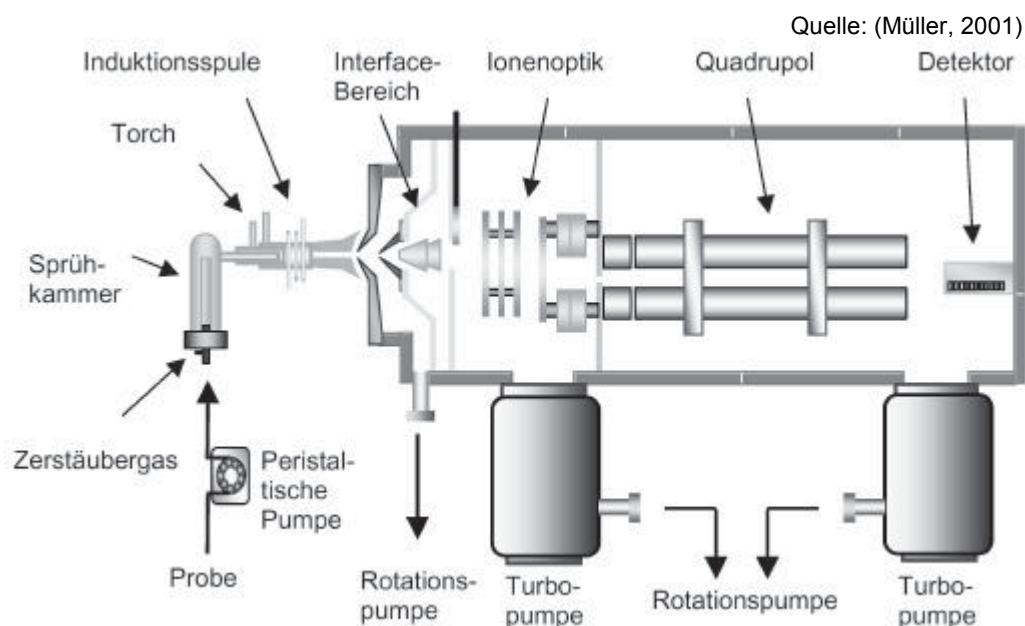 Quelle: (Müller, 2001)
Induktionsspule
Interface-
Bereich
Ionenoptik
Quadrupol
Detektor
Torch
Sprüh-
kammer
Zerstäubergas
Peristal-
tische
Pumpe
Probe
Rotations-
pumpe
Turbo-
pumpe
Rotationspumpe
Turbo-
pumpe